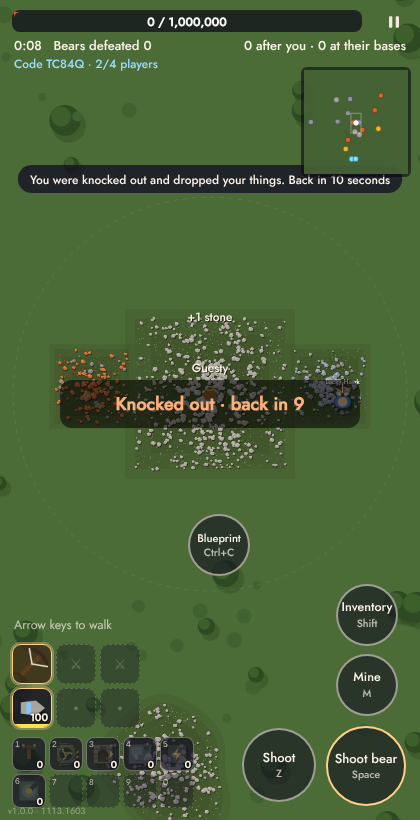 0 / 1,000,000
0:08 Bears defeated 0
0 after you · 0 at their bases
Code TC84Q · 2/4 players
You were knocked out and dropped your things. Back in 10 seconds
+1 stone
Guesty
Knocked out · back in 9
Blueprint
Ctrl+C
Arrow keys to walk
Inventory
Shift
100
Mine
M
1 0
2 0
3 0
4 0
5 0
6 0
7
8
9
Shoot
Z
Shoot bear
Space
v1.0.0 · 1113.1603